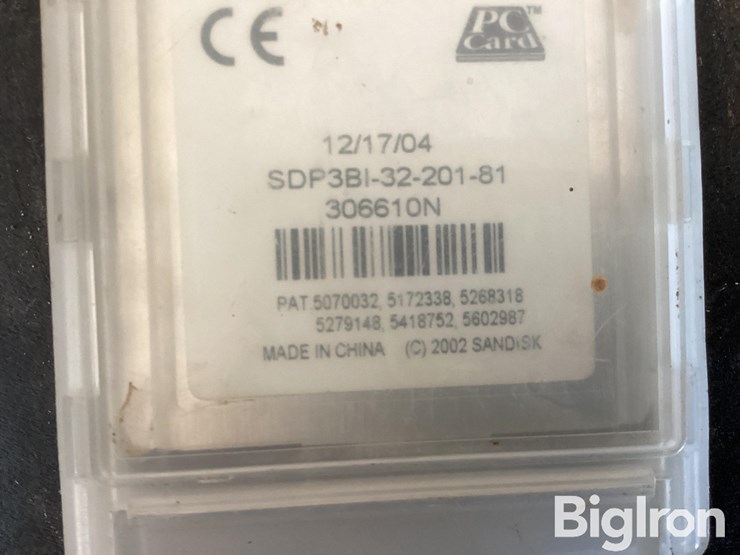 CE
PC™
Card
12/17/04
SDP3BI-32-201-81
306610N
PAT.5070032, 5172338, 5268318
5279148, 5418752, 5602987
MADE IN CHINA (C) 2002 SANDiSK
BigIron